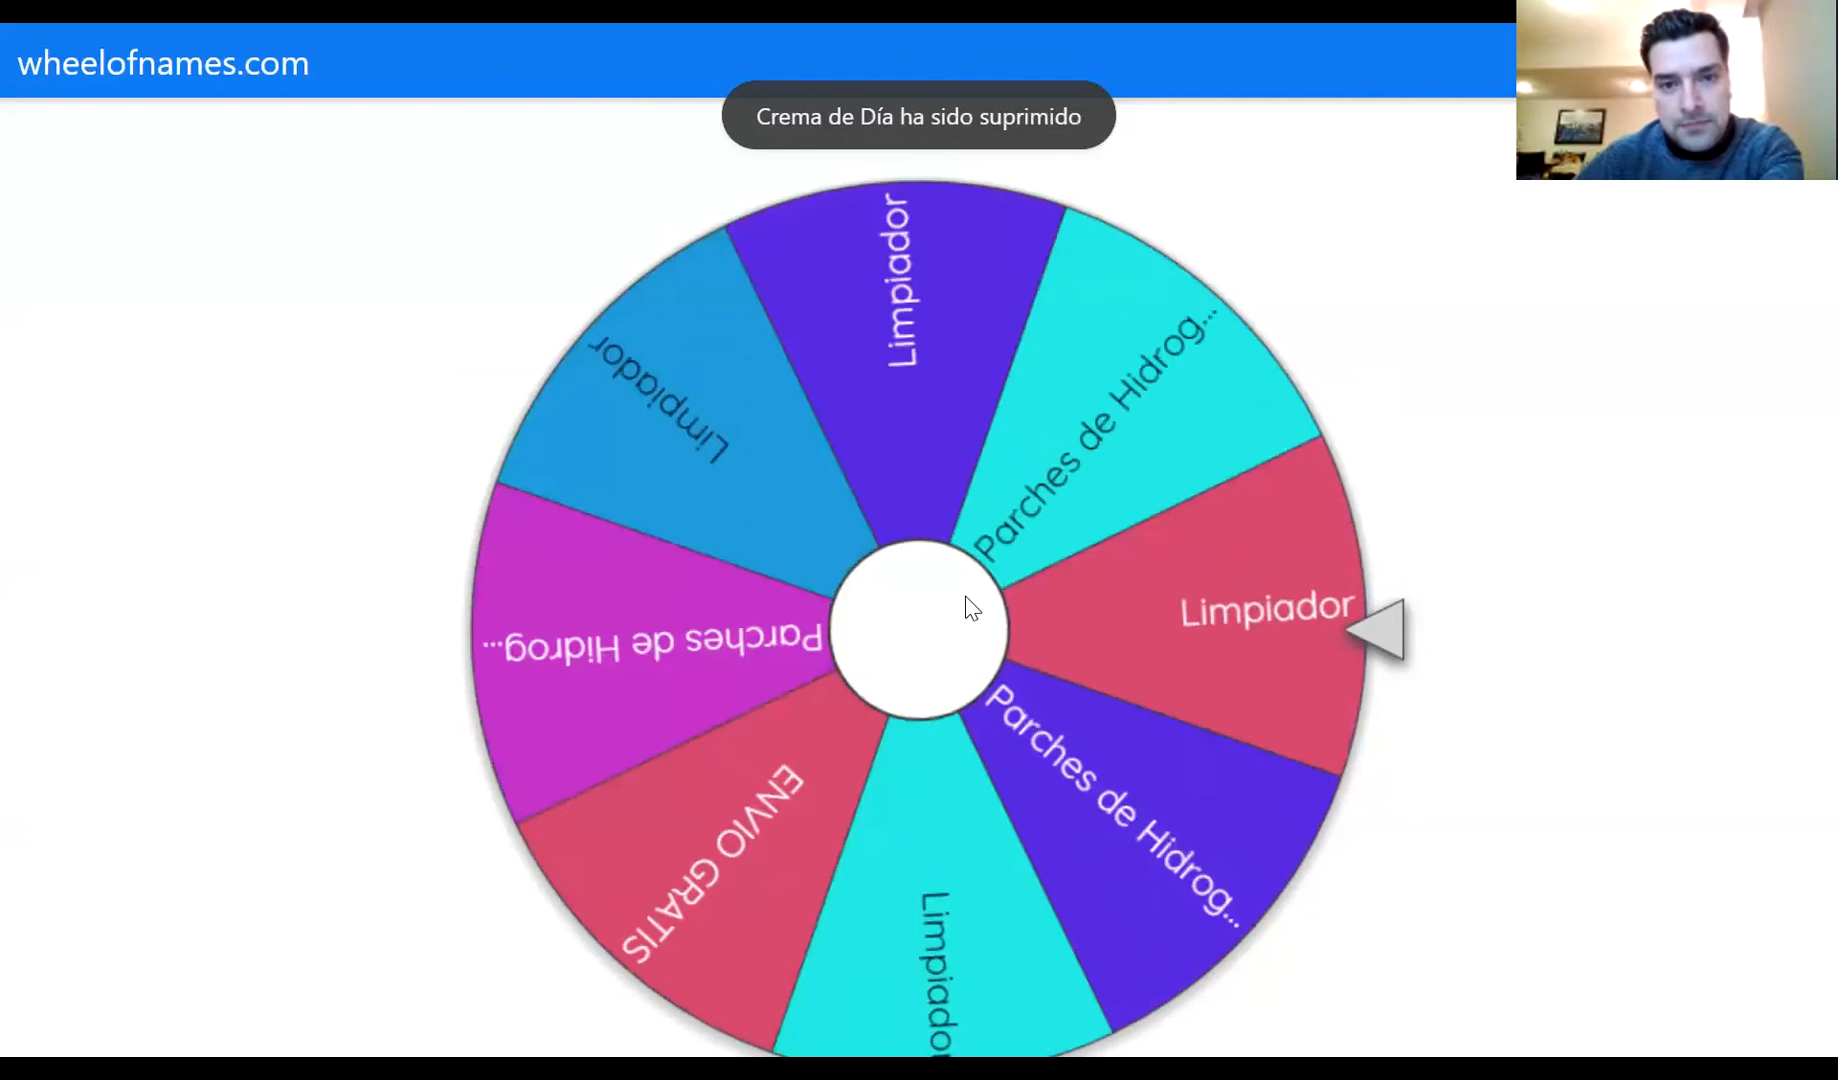 wheelofnames.com
Crema de Día ha sido suprimido
Limpiador
Parches de Hidrog...
Limpiador
Limpiador
Parches de Hidrog...
Parches de Hidrog...
ENVIO GRATIS
Limpiador